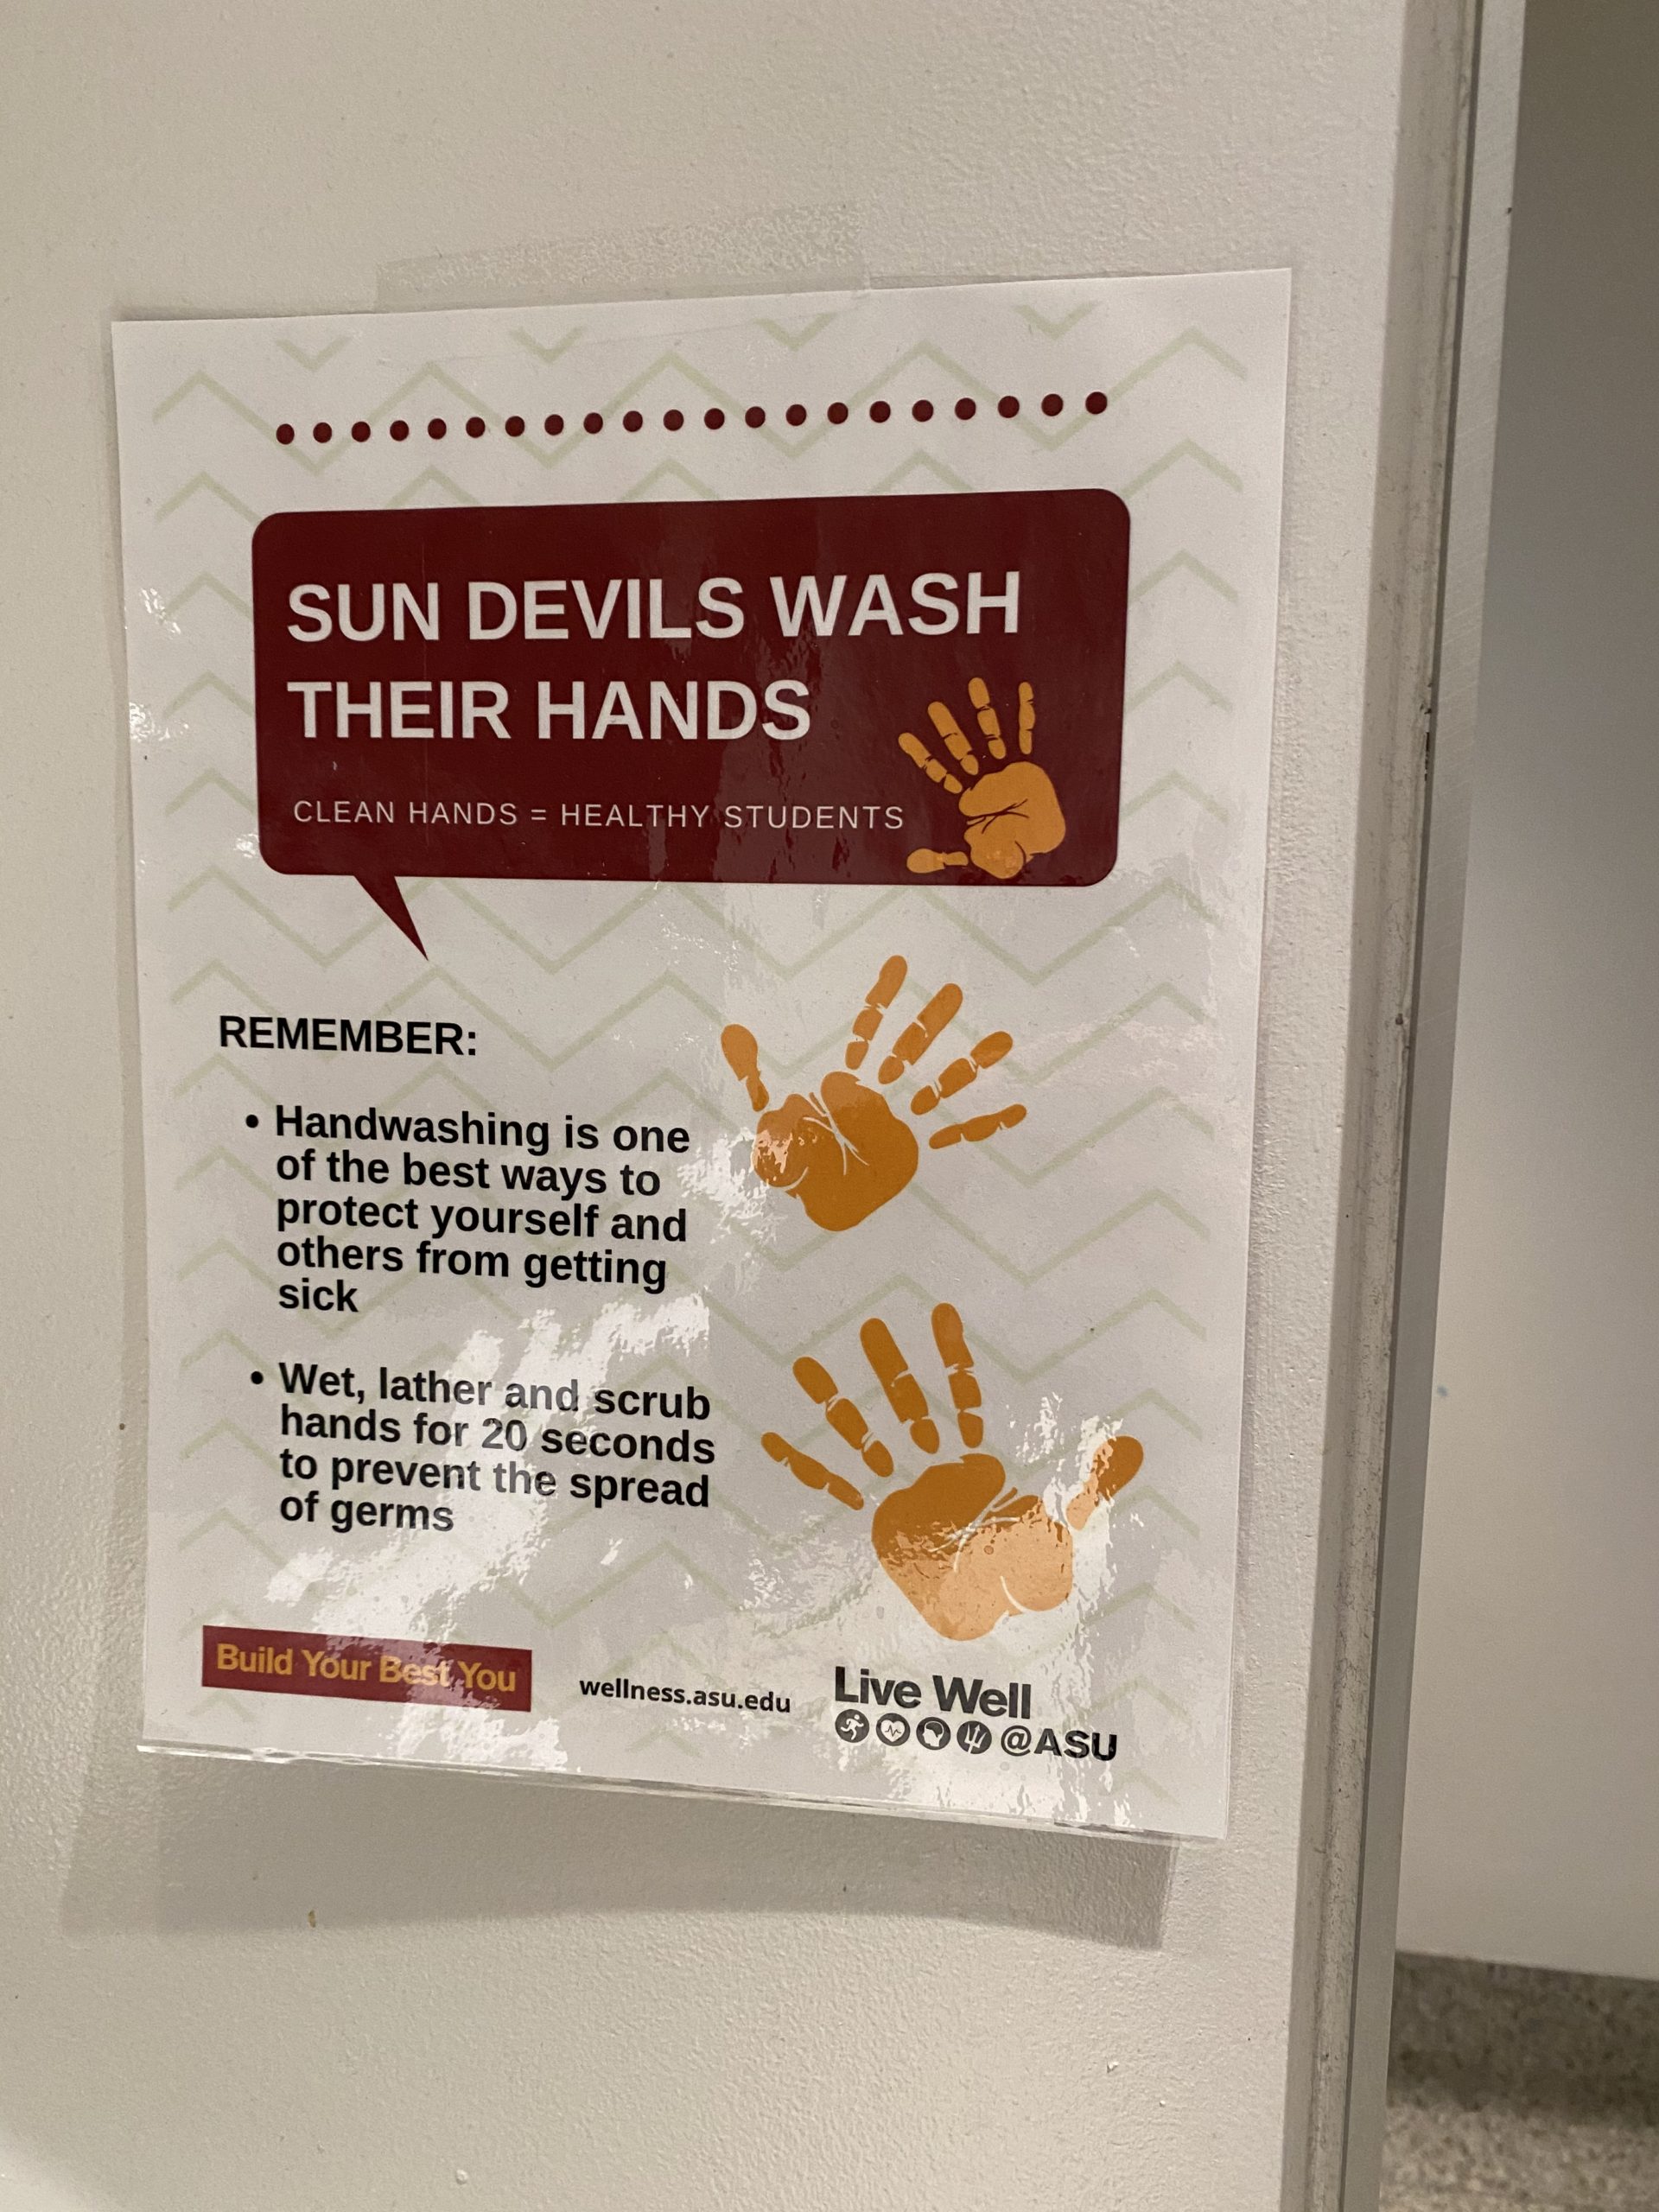 SUN DEVILS WASH
THEIR HANDS
CLEAN HANDS = HEALTHY STUDENTS
REMEMBER:
• Handwashing is one
of the best ways to
protect yourself and
others from getting
sick
• Wet, lather and scrub
hands for 20 seconds
to prevent the spread
of germs
Build Your Best You
wellness.asu.edu
Live Well
@ASU